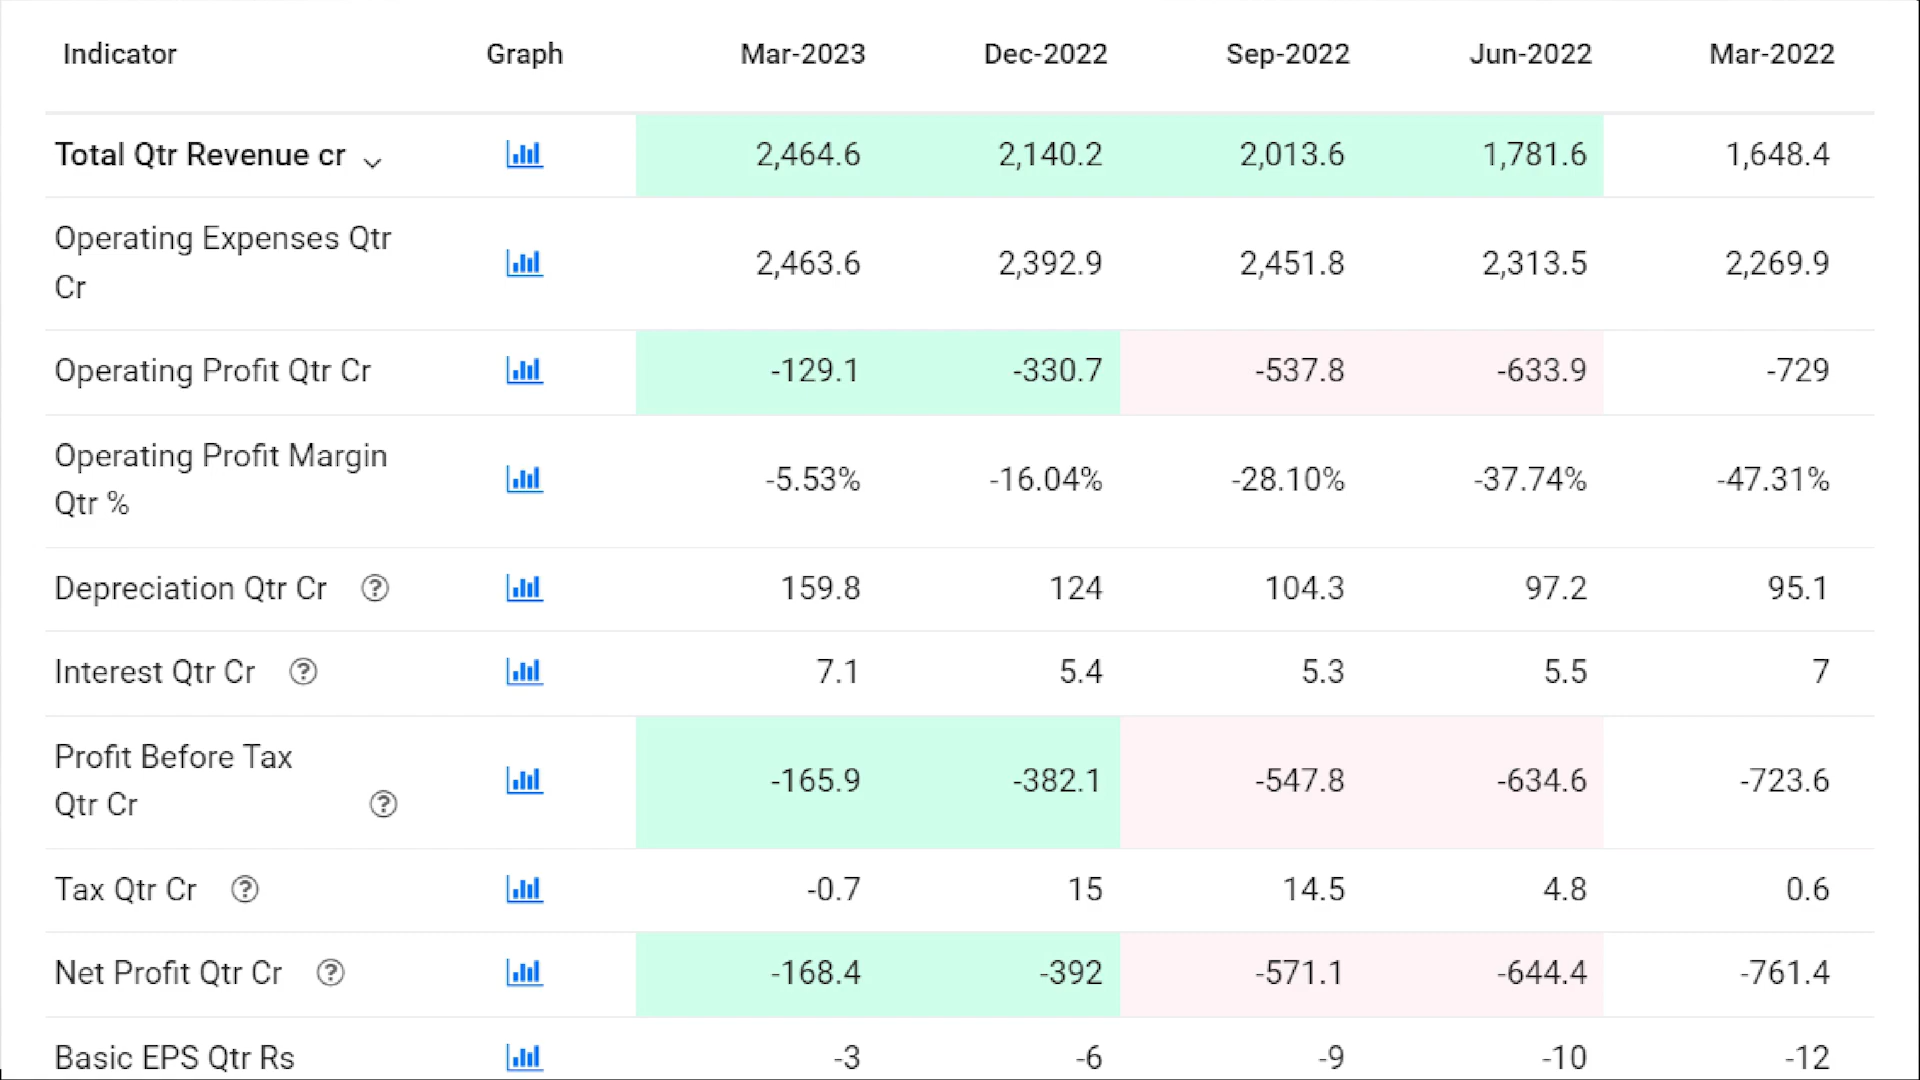 Indicator Graph Mar-2023 Dec-2022 Sep-2022 Jun-2022 Mar-2022
Total Qtr Revenue cr 2,464.6 2,140.2 2,013.6 1,781.6 1,648.4
Operating Expenses Qtr
Cr 2,463.6 2,392.9 2,451.8 2,313.5 2,269.9
Operating Profit Qtr Cr -129.1 -330.7 -537.8 -633.9 -729
Operating Profit Margin
Qtr % -5.53% -16.04% -28.10% -37.74% -47.31%
Depreciation Qtr Cr ? 159.8 124 104.3 97.2 95.1
Interest Qtr Cr ? 7.1 5.4 5.3 5.5 7
Profit Before Tax
Qtr Cr ? -165.9 -382.1 -547.8 -634.6 -723.6
Tax Qtr Cr ? -0.7 15 14.5 4.8 0.6
Net Profit Qtr Cr ? -168.4 -392 -571.1 -644.4 -761.4
Basic EPS Qtr Rs -3 -6 -9 -10 -12